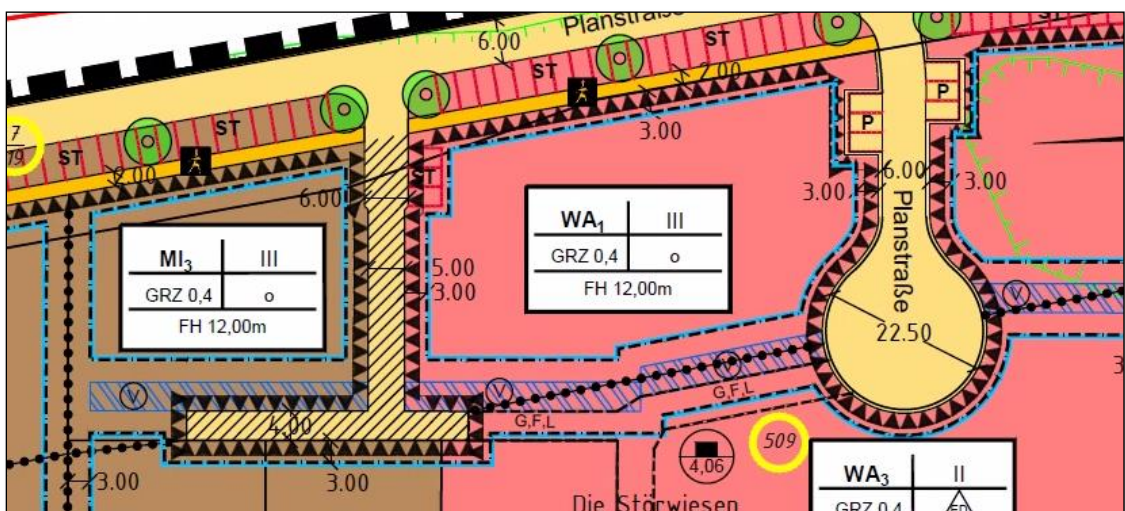 Planstraße
6.00
ST
ST
2.00
ST
ST
2.00
3.00
P
P
7
19
6.00
ST
3.00
6.00
3.00
Planstraße
22.50
MI₃ III
GRZ 0,4 o
FH 12,00m
WA₁ III
GRZ 0,4 o
FH 12,00m
5.00
3.00
V
V
V
V
G,F,L
G,F,L
4.00
3.00
3.00
4,06
509
Die Störwiesen
WA₃ II
GRZ 0,4 ED